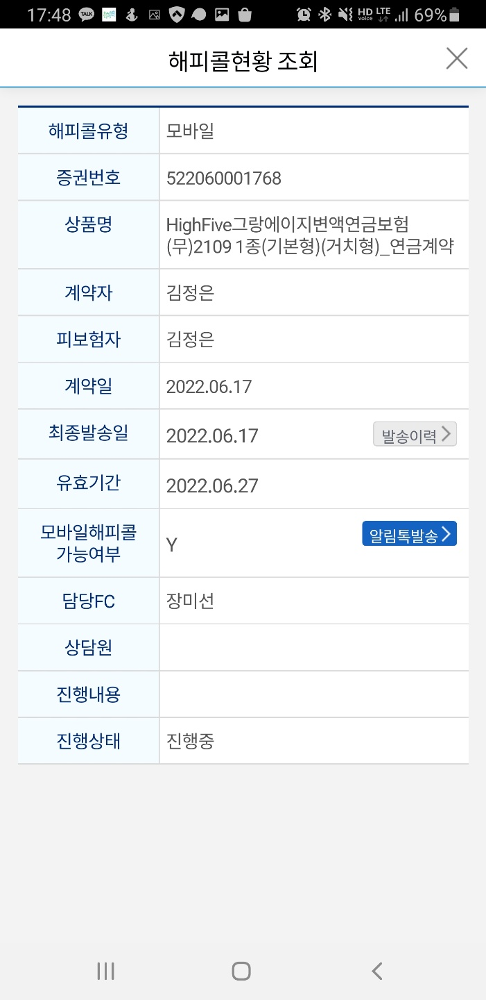 17:48 TALK HD voice LTE 69%
해피콜현황 조회
해피콜유형 모바일
증권번호 522060001768
상품명 HighFive그랑에이지변액연금보험
(무)2109 1종(기본형)(거치형)_연금계약
계약자 김정은
피보험자 김정은
계약일 2022.06.17
최종발송일 2022.06.17 발송이력
유효기간 2022.06.27
모바일해피콜
가능여부 Y 알림톡발송
담당FC 장미선
상담원
진행내용
진행상태 진행중